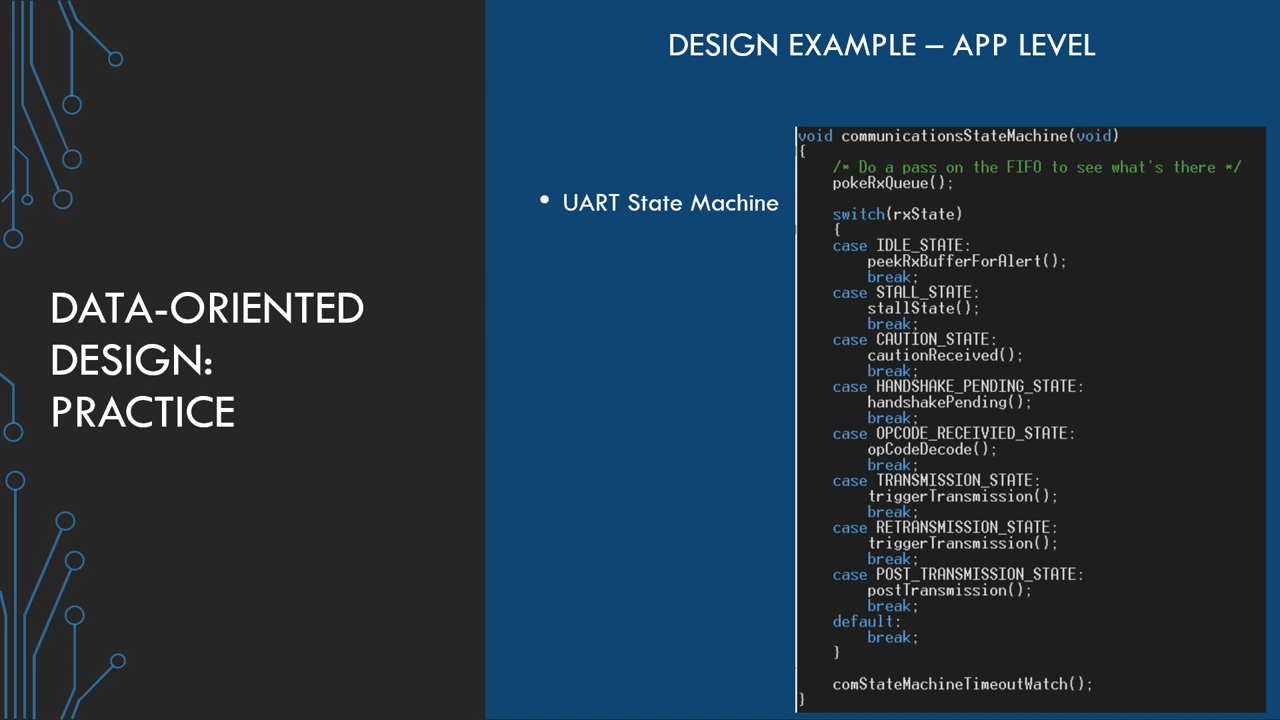 DATA-ORIENTED
DESIGN:
PRACTICE
DESIGN EXAMPLE – APP LEVEL
• UART State Machine
void communicationsStateMachine(void)
{
    /* Do a pass on the FIFO to see what's there */
    pokeRxQueue();

    switch(rxState)
    {
    case IDLE_STATE:
        peekRxBufferForAlert();
        break;
    case STALL_STATE:
        stallState();
        break;
    case CAUTION_STATE:
        cautionReceived();
        break;
    case HANDSHAKE_PENDING_STATE:
        handshakePending();
        break;
    case OPCODE_RECEIVIED_STATE:
        opCodeDecode();
        break;
    case TRANSMISSION_STATE:
        triggerTransmission();
        break;
    case RETRANSMISSION_STATE:
        triggerTransmission();
        break;
    case POST_TRANSMISSION_STATE:
        postTransmission();
        break;
    default:
        break;
    }

    comStateMachineTimeoutWatch();
}